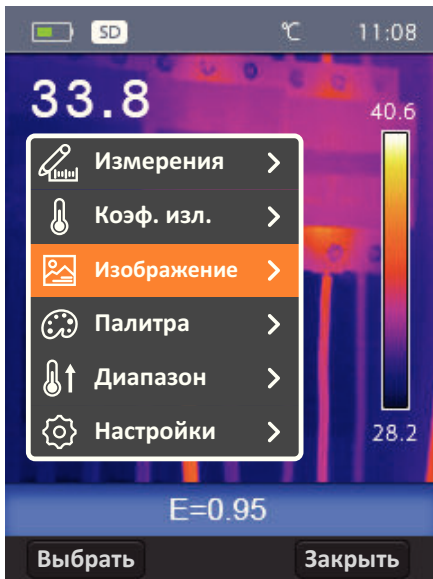 SD ℃ 11:08
33.8
40.6
Измерения
Коэф. изл.
Изображение
Палитра
Диапазон
Настройки
28.2
E=0.95
Выбрать Закрыть